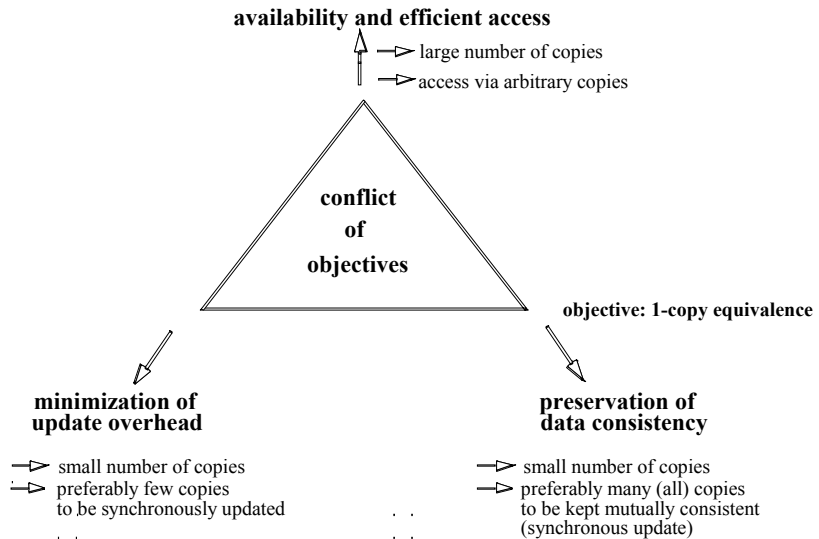 availability and efficient access
large number of copies
access via arbitrary copies
conflict
of
objectives
objective: 1-copy equivalence
minimization of
update overhead
small number of copies
preferably few copies
to be synchronously updated
preservation of
data consistency
small number of copies
preferably many (all) copies
to be kept mutually consistent
(synchronous update)